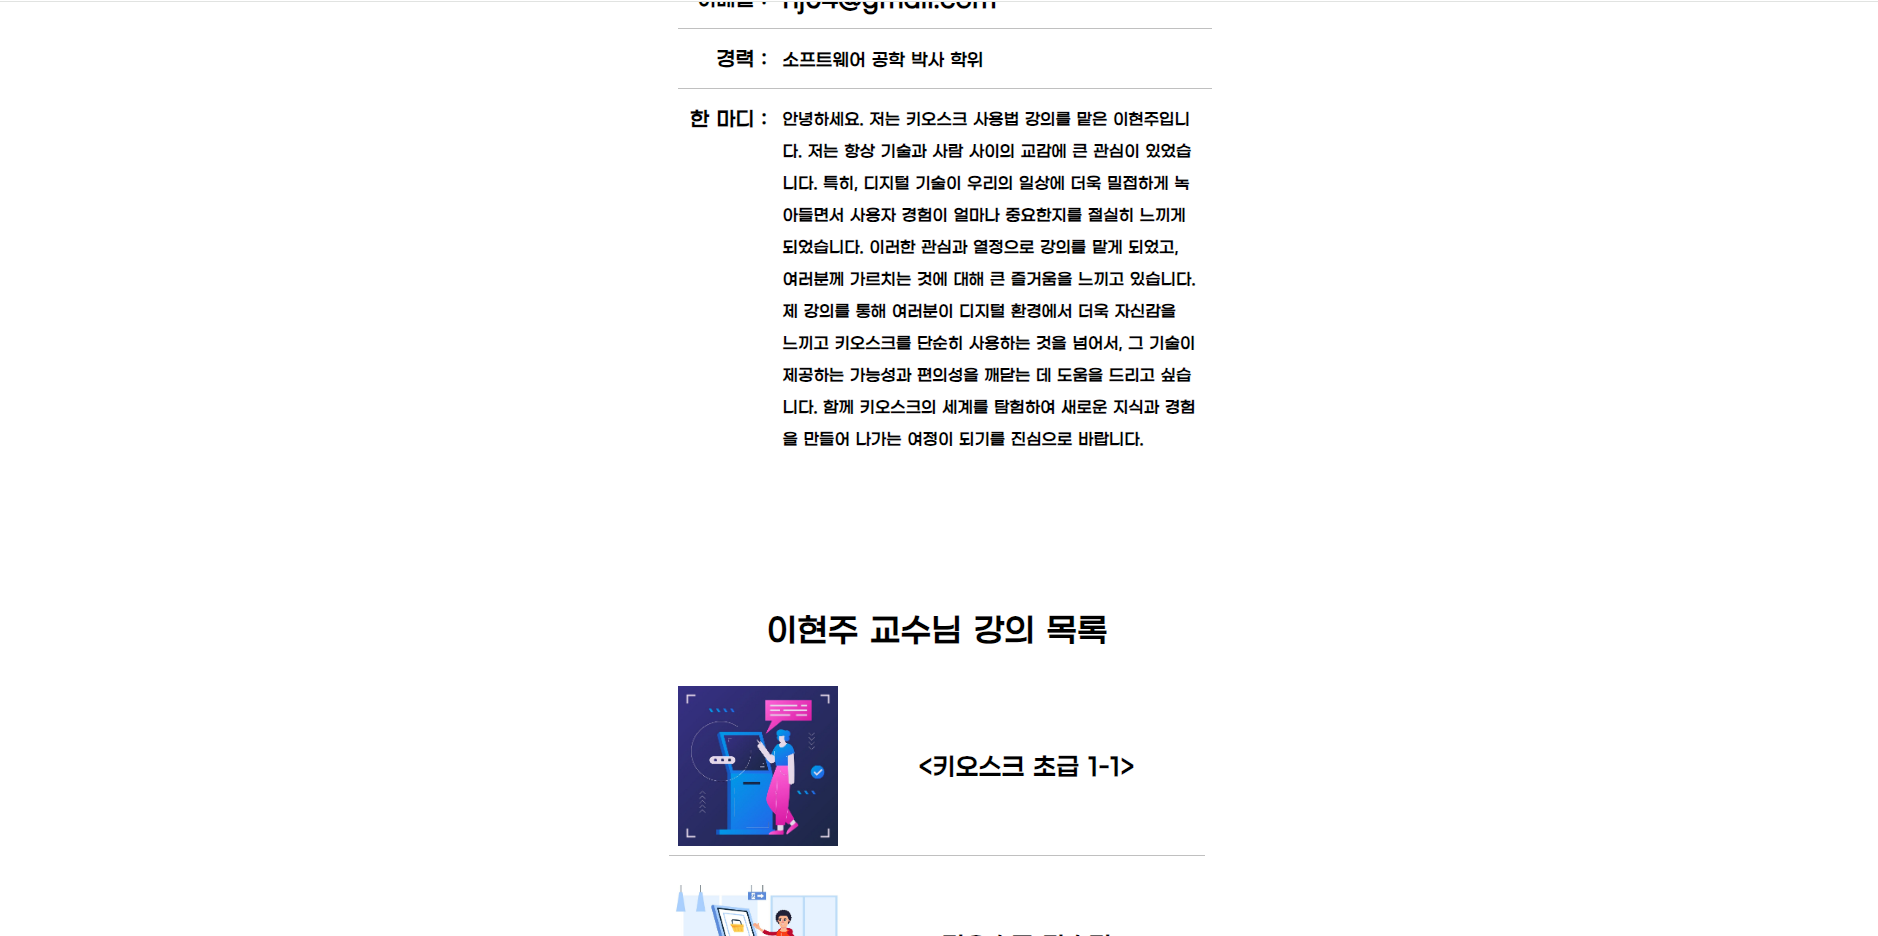 경력 : 소프트웨어 공학 박사 학위
한 마디 : 안녕하세요. 저는 키오스크 사용법 강의를 맡은 이현주입니
다. 저는 항상 기술과 사람 사이의 교감에 큰 관심이 있었습
니다. 특히, 디지털 기술이 우리의 일상에 더욱 밀접하게 녹
아들면서 사용자 경험이 얼마나 중요한지를 절실히 느끼게
되었습니다. 이러한 관심과 열정으로 강의를 맡게 되었고,
여러분께 가르치는 것에 대해 큰 즐거움을 느끼고 있습니다.
제 강의를 통해 여러분이 디지털 환경에서 더욱 자신감을
느끼고 키오스크를 단순히 사용하는 것을 넘어서, 그 기술이
제공하는 가능성과 편의성을 깨닫는 데 도움을 드리고 싶습
니다. 함께 키오스크의 세계를 탐험하여 새로운 지식과 경험
을 만들어 나가는 여정이 되기를 진심으로 바랍니다.
이현주 교수님 강의 목록
<키오스크 초급 1-1>